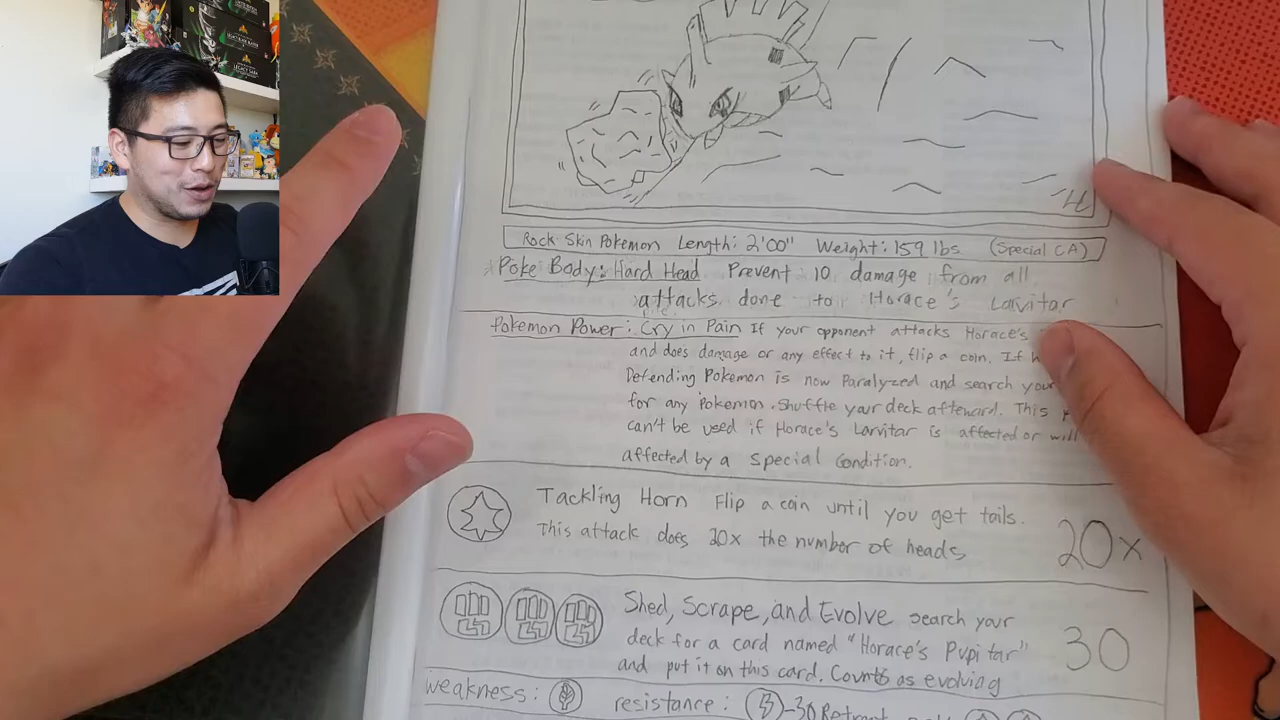 Rock Skin Pokemon Length: 2'00" Weight: 159 lbs (Special CA)
Poke Body: Hard Head Prevent 10 damage from all
attacks done to Horace's Larvitar
Pokemon Power: Cry in Pain If your opponent attacks Horace's
and does damage or any effect to it, flip a coin. If
Defending Pokemon is now Paralyzed and search your
for any Pokemon. Shuffle your deck afterward. This
can't be used if Horace's Larvitar is affected or will
affected by a Special Condition.
Tackling Horn Flip a coin until you get tails.
This attack does 20x the number of heads, 20x
Shed, Scrape, and Evolve search your
deck for a card named "Horace's Pupitar" 30
and put it on this card. Counts as evolving
weakness: resistance: -30 Retreat